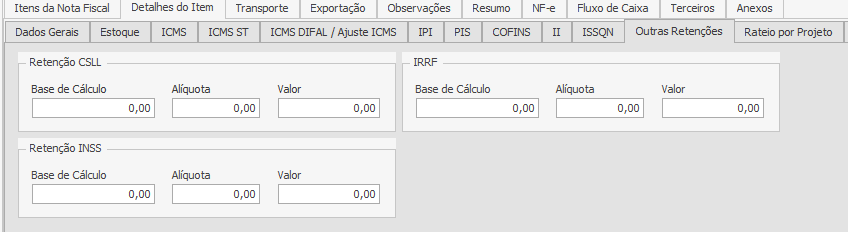 Itens da Nota Fiscal Detalhes do Item Transporte Exportação Observações Resumo NF-e Fluxo de Caixa Terceiros Anexos
Dados Gerais Estoque ICMS ICMS ST ICMS DIFAL / Ajuste ICMS IPI PIS COFINS II ISSQN Outras Retenções Rateio por Projeto
Retenção CSLL IRRF
Base de Cálculo Alíquota Valor Base de Cálculo Alíquota Valor
0,00 0,00 0,00 0,00 0,00 0,00
Retenção INSS
Base de Cálculo Alíquota Valor
0,00 0,00 0,00